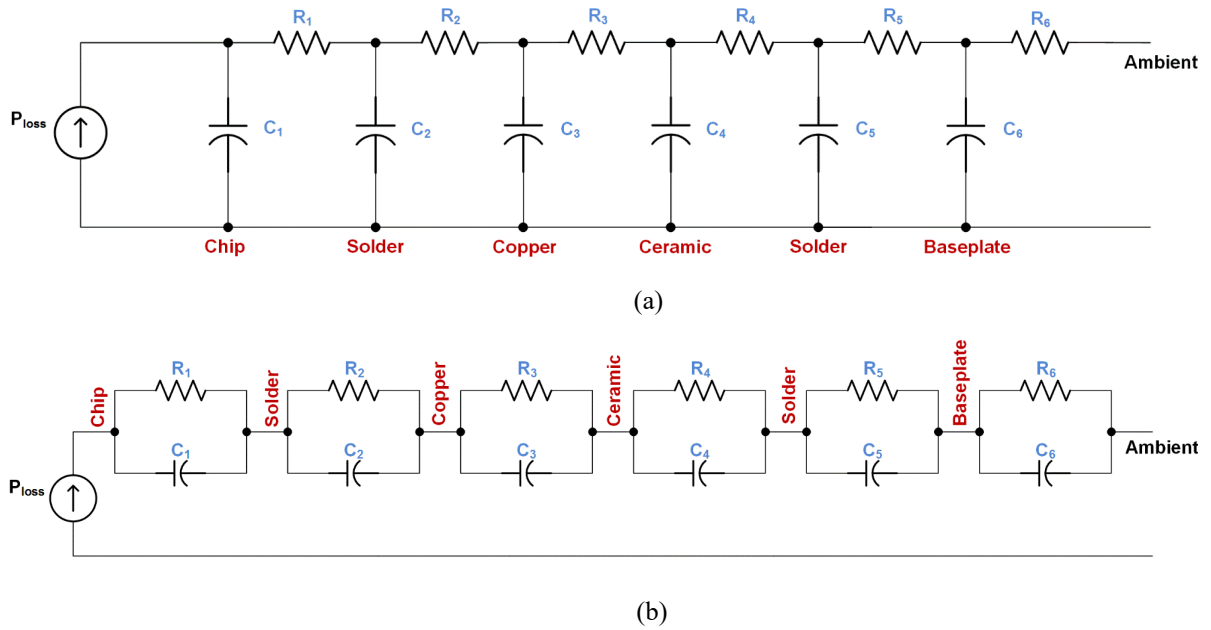 R₁ R₂ R₃ R₄ R₅ R₆
Ambient
P_loss C₁ C₂ C₃ C₄ C₅ C₆
Chip Solder Copper Ceramic Solder Baseplate
(a)
Chip R₁ Solder R₂ Copper R₃ Ceramic R₄ Solder R₅ Baseplate R₆
C₁ C₂ C₃ C₄ C₅ C₆ Ambient
P_loss
(b)